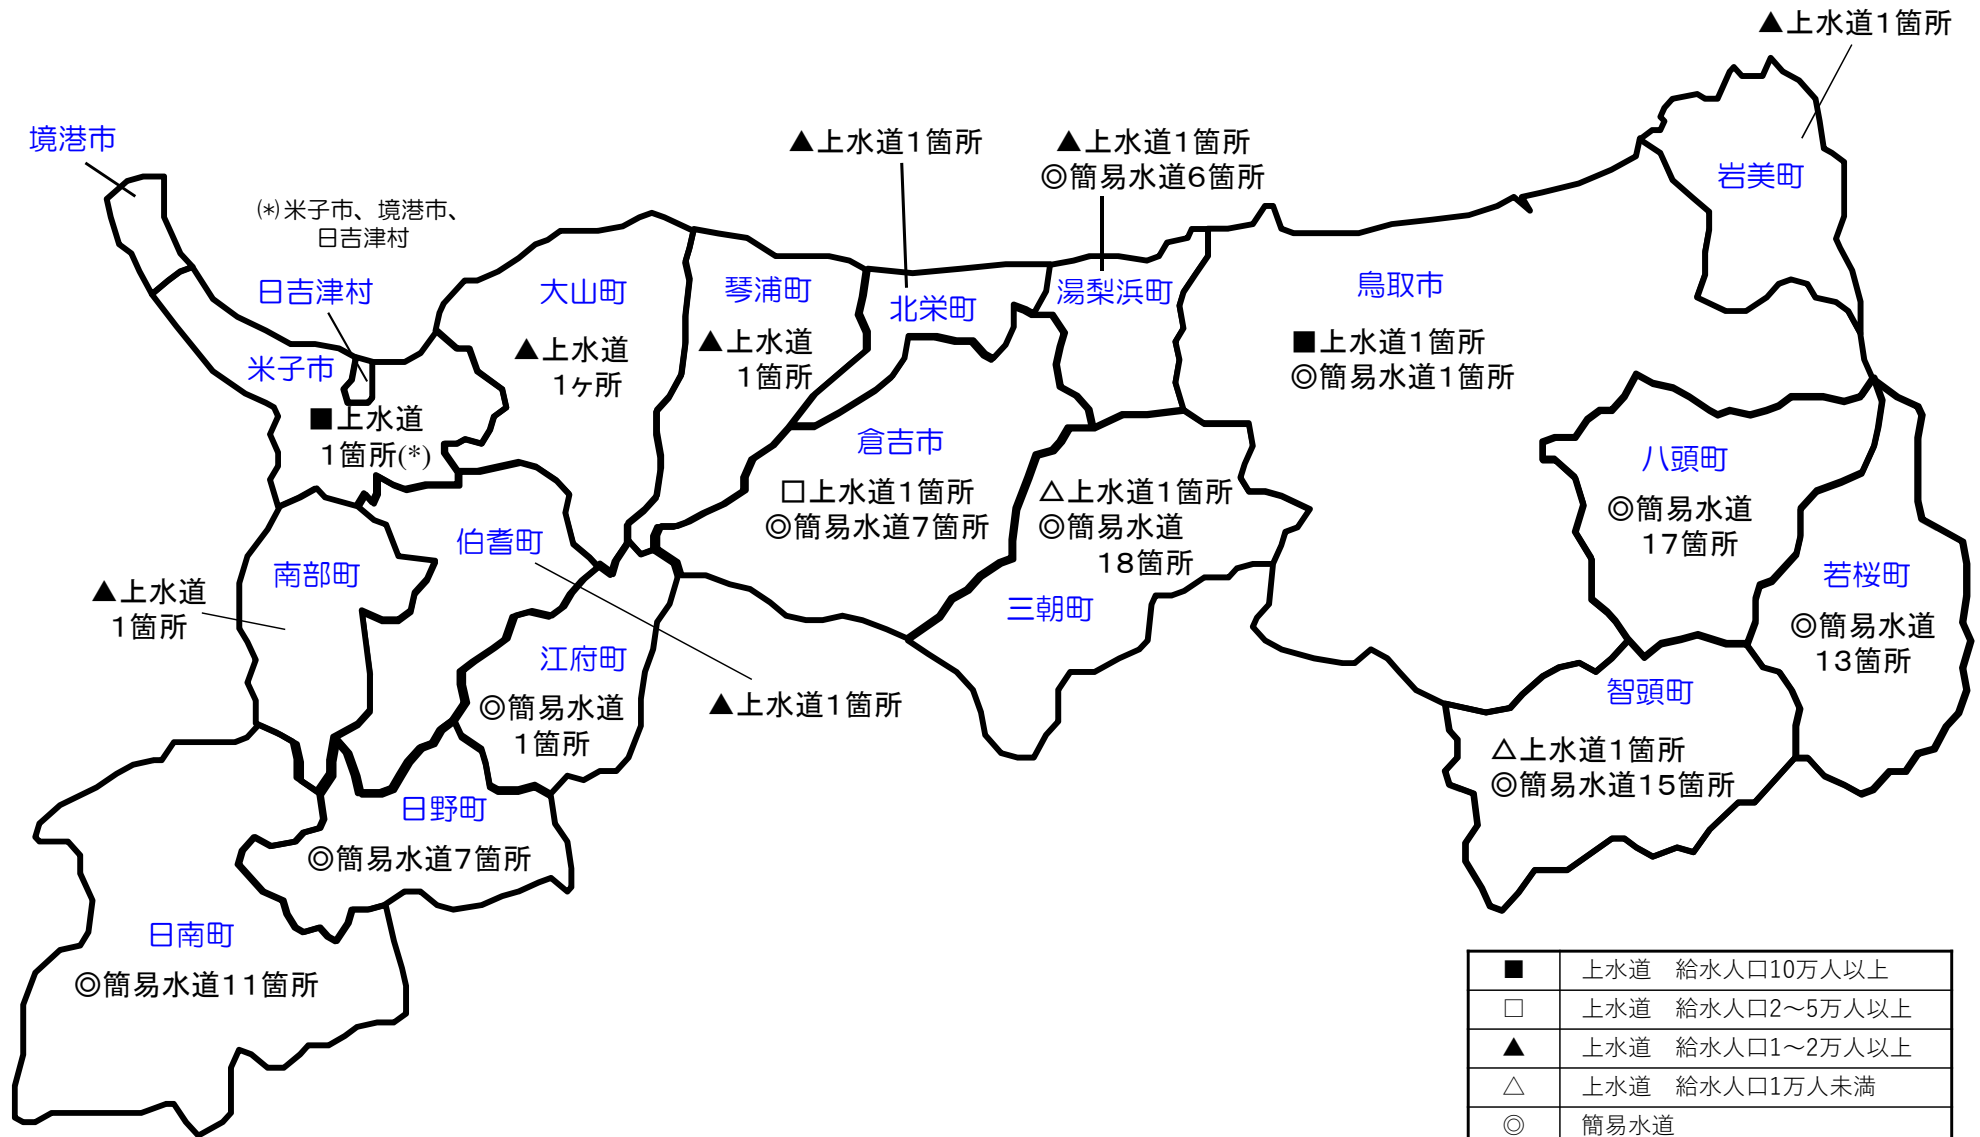 ▲上水道1箇所
境港市
▲上水道1箇所
▲上水道1箇所
◎簡易水道6箇所
岩美町
(*)米子市、境港市、
日吉津村
日吉津村
大山町
琴浦町
北栄町
湯梨浜町
鳥取市
米子市
▲上水道
1ヶ所
▲上水道
1箇所
■上水道1箇所
◎簡易水道1箇所
■上水道
1箇所(*)
倉吉市
□上水道1箇所
◎簡易水道7箇所
△上水道1箇所
◎簡易水道
18箇所
三朝町
八頭町
◎簡易水道
17箇所
伯耆町
南部町
▲上水道
1箇所
若桜町
◎簡易水道
13箇所
江府町
◎簡易水道
1箇所
▲上水道1箇所
智頭町
△上水道1箇所
◎簡易水道15箇所
日野町
◎簡易水道7箇所
日南町
◎簡易水道11箇所
■ 上水道 給水人口10万人以上
□ 上水道 給水人口2～5万人以上
▲ 上水道 給水人口1～2万人以上
△ 上水道 給水人口1万人未満
◎ 簡易水道